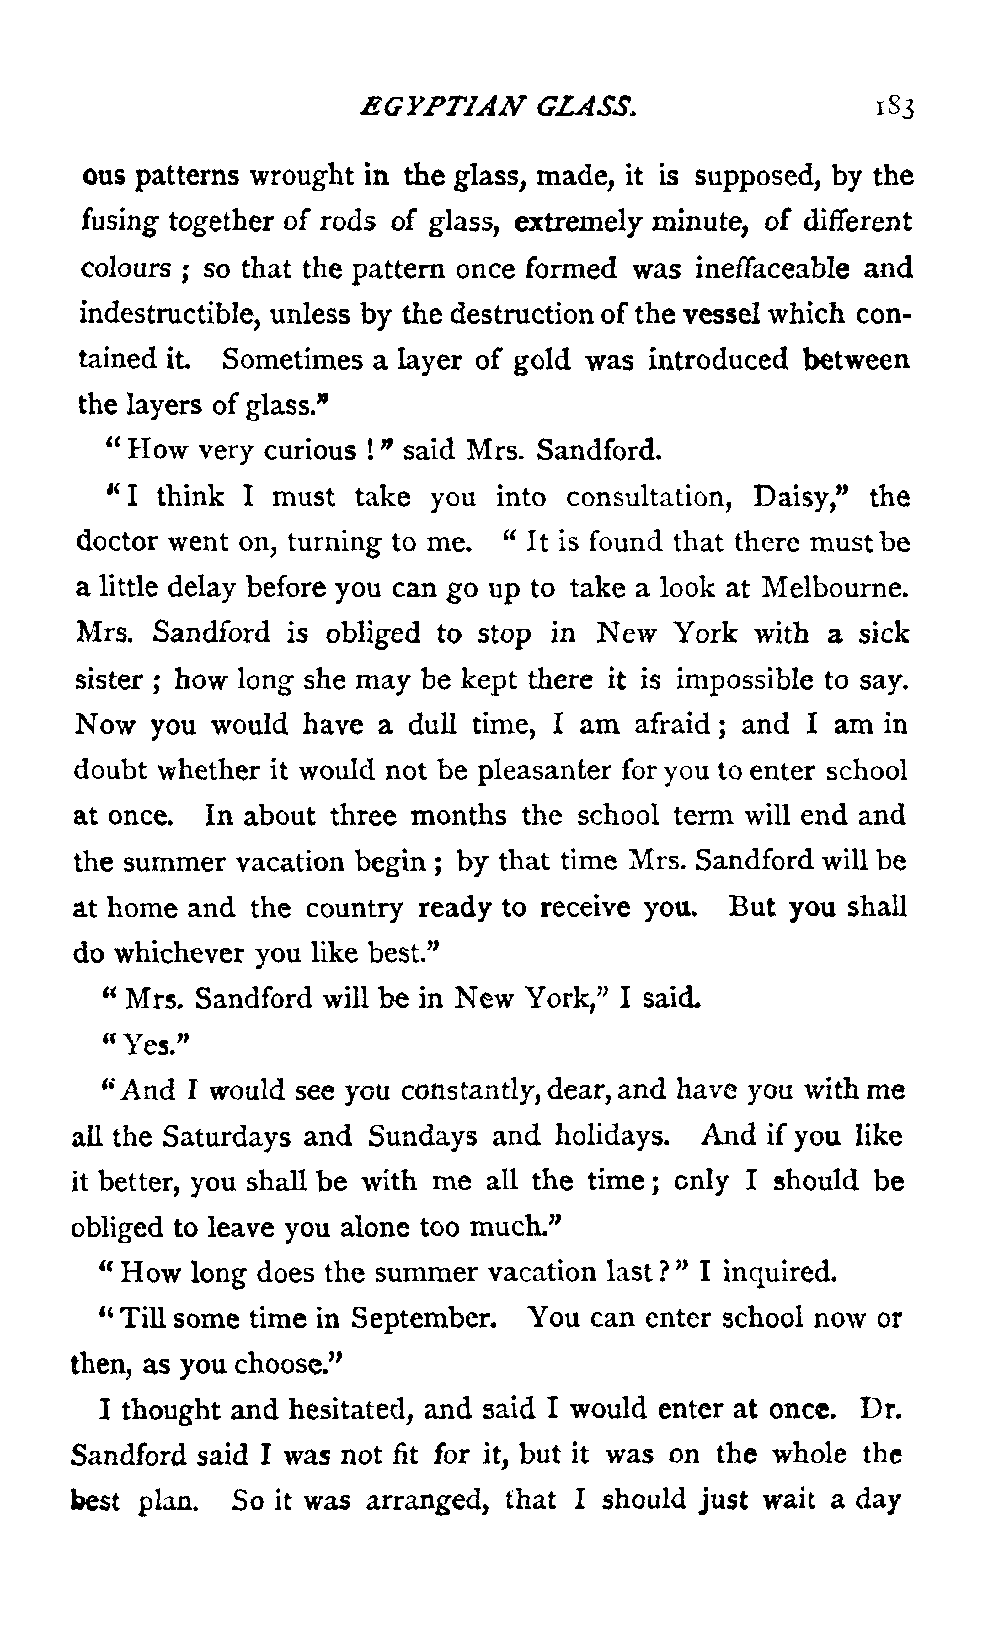 EGYPTIAN GLASS. 183
ous patterns wrought in the glass, made, it is supposed, by the
fusing together of rods of glass, extremely minute, of different
colours ; so that the pattern once formed was ineffaceable and
indestructible, unless by the destruction of the vessel which con-
tained it. Sometimes a layer of gold was introduced between
the layers of glass."
"How very curious !" said Mrs. Sandford.
"I think I must take you into consultation, Daisy," the
doctor went on, turning to me. "It is found that there must be
a little delay before you can go up to take a look at Melbourne.
Mrs. Sandford is obliged to stop in New York with a sick
sister ; how long she may be kept there it is impossible to say.
Now you would have a dull time, I am afraid ; and I am in
doubt whether it would not be pleasanter for you to enter school
at once. In about three months the school term will end and
the summer vacation begin ; by that time Mrs. Sandford will be
at home and the country ready to receive you. But you shall
do whichever you like best."
"Mrs. Sandford will be in New York," I said.
"Yes."
"And I would see you constantly, dear, and have you with me
all the Saturdays and Sundays and holidays. And if you like
it better, you shall be with me all the time ; only I should be
obliged to leave you alone too much."
"How long does the summer vacation last ?" I inquired.
"Till some time in September. You can enter school now or
then, as you choose."
I thought and hesitated, and said I would enter at once. Dr.
Sandford said I was not fit for it, but it was on the whole the
best plan. So it was arranged, that I should just wait a day